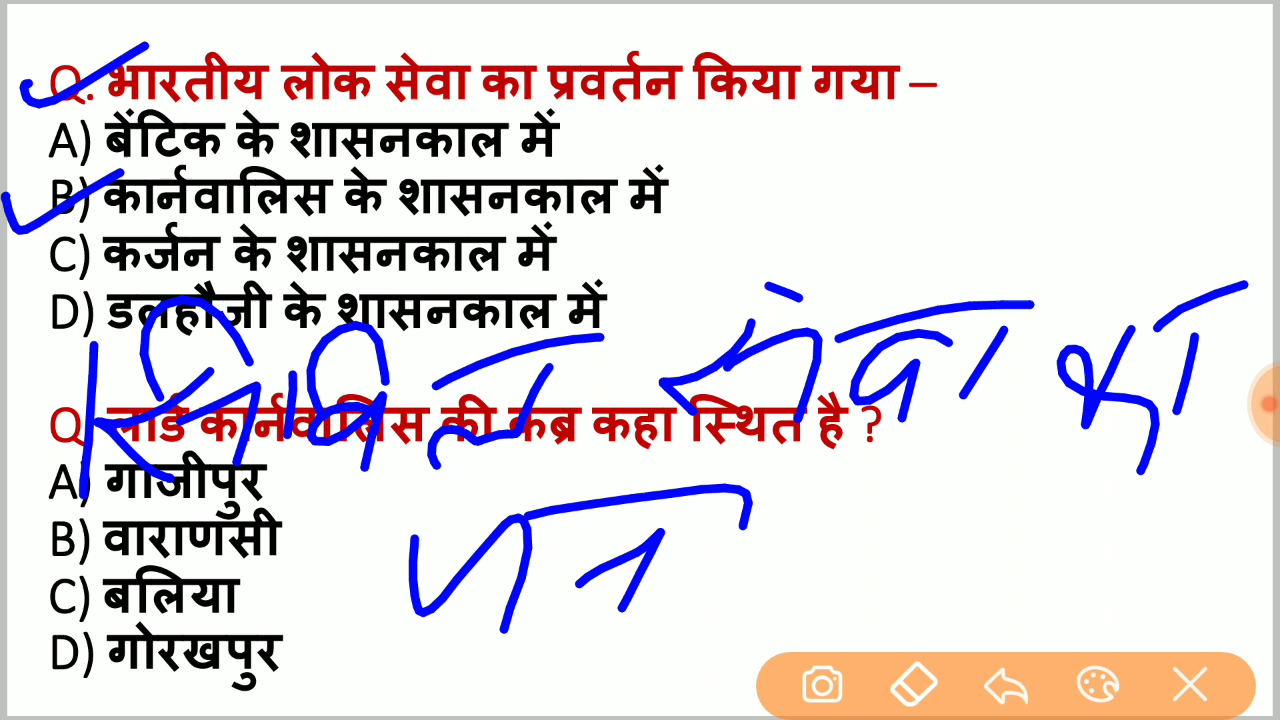 Q. भारतीय लोक सेवा का प्रवर्तन किया गया –
A) बेंटिक के शासनकाल में
B) कार्नवालिस के शासनकाल में
C) कर्जन के शासनकाल में
D) डलहौजी के शासनकाल में
सिविल सेवा का
Q. लार्ड कार्नवालिस की कब्र कहा स्थित है ?
A) गाजीपुर
B) वाराणसी
C) बलिया
D) गोरखपुर